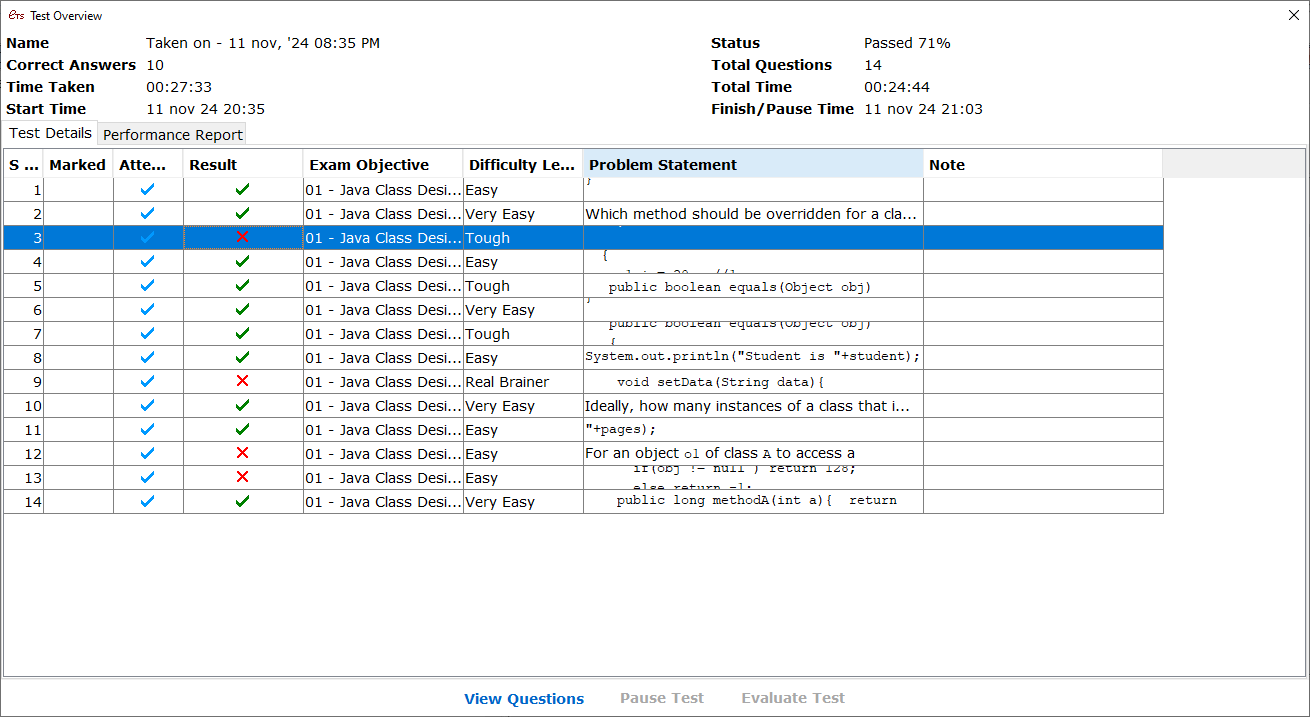 ETS Test Overview
Name Taken on - 11 nov, '24 08:35 PM Status Passed 71%
Correct Answers 10 Total Questions 14
Time Taken 00:27:33 Total Time 00:24:44
Start Time 11 nov 24 20:35 Finish/Pause Time 11 nov 24 21:03
Test Details Performance Report
S ... Marked Atte... Result Exam Objective Difficulty Le... Problem Statement Note
1 01 - Java Class Desi... Easy }
2 01 - Java Class Desi... Very Easy Which method should be overridden for a cla...
3 01 - Java Class Desi... Tough
4 01 - Java Class Desi... Easy {
5 01 - Java Class Desi... Tough public boolean equals(Object obj)
6 01 - Java Class Desi... Very Easy }
7 01 - Java Class Desi... Tough public boolean equals(Object obj)
{
8 01 - Java Class Desi... Easy System.out.println("Student is "+student);
9 01 - Java Class Desi... Real Brainer void setData(String data){
10 01 - Java Class Desi... Very Easy Ideally, how many instances of a class that i...
11 01 - Java Class Desi... Easy "+pages);
12 01 - Java Class Desi... Easy For an object o1 of class A to access a
13 01 - Java Class Desi... Easy if(obj != null ) return 128;
else return -1;
14 01 - Java Class Desi... Very Easy public long methodA(int a){ return
View Questions Pause Test Evaluate Test